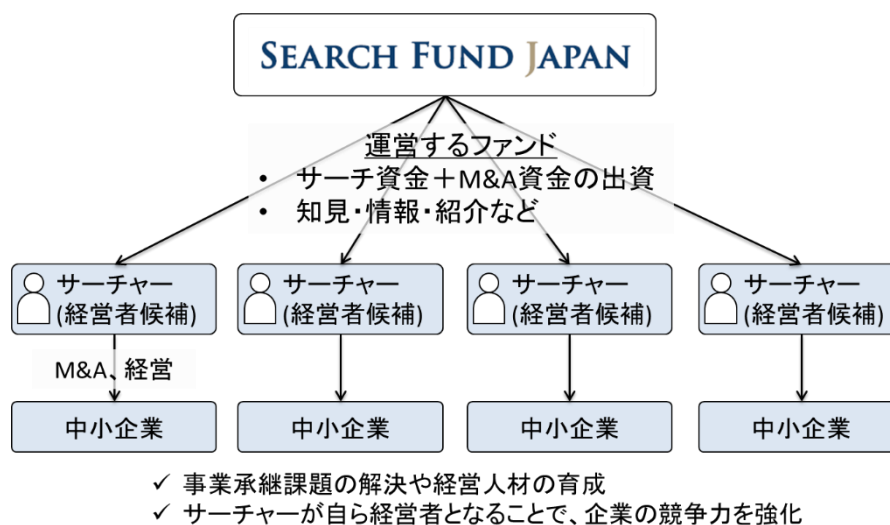 SEARCH FUND JAPAN
運営するファンド
• サーチ資金＋M&A資金の出資
• 知見・情報・紹介など
サーチャー
(経営者候補)
サーチャー
(経営者候補)
サーチャー
(経営者候補)
サーチャー
(経営者候補)
M&A、経営
中小企業
中小企業
中小企業
中小企業
✓ 事業承継課題の解決や経営人材の育成
✓ サーチャーが自ら経営者となることで、企業の競争力を強化